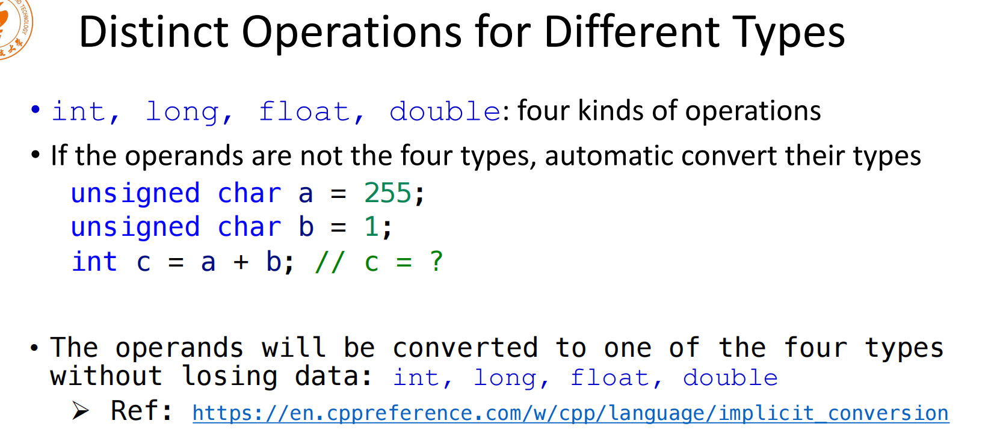 TECHNOLOGY
大学
Distinct Operations for Different Types
• int, long, float, double: four kinds of operations
• If the operands are not the four types, automatic convert their types
unsigned char a = 255;
unsigned char b = 1;
int c = a + b; // c = ?
• The operands will be converted to one of the four types
without losing data: int, long, float, double
➢ Ref: https://en.cppreference.com/w/cpp/language/implicit_conversion